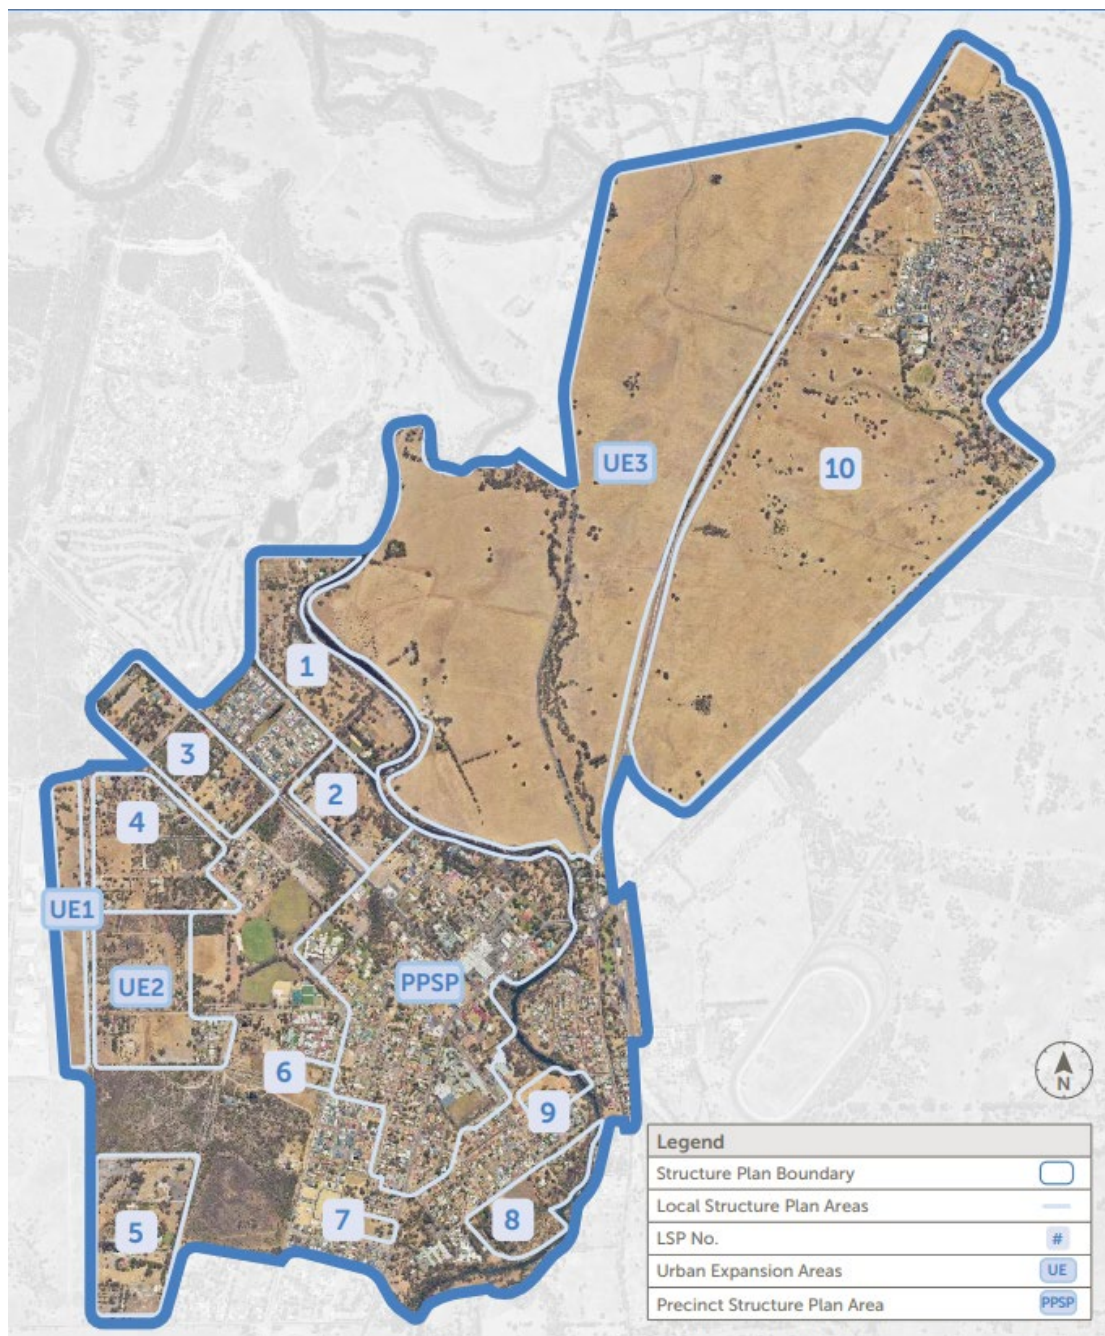 UE3
10
1
3
2
4
UE1
UE2
PPSP
6
9
N
7
8
5
Legend
Structure Plan Boundary
Local Structure Plan Areas
LSP No. #
Urban Expansion Areas UE
Precinct Structure Plan Area PPSP